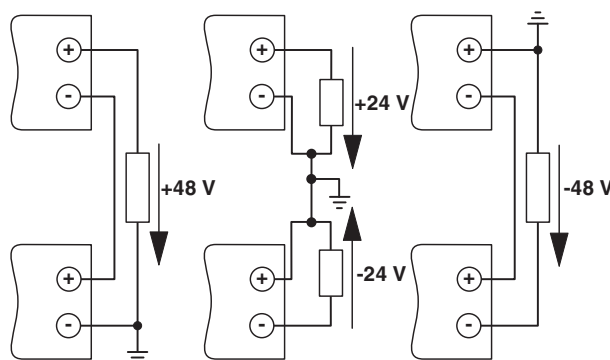 + + +
- - -
+24 V
+48 V -48 V
-24 V
+ + +
- - -